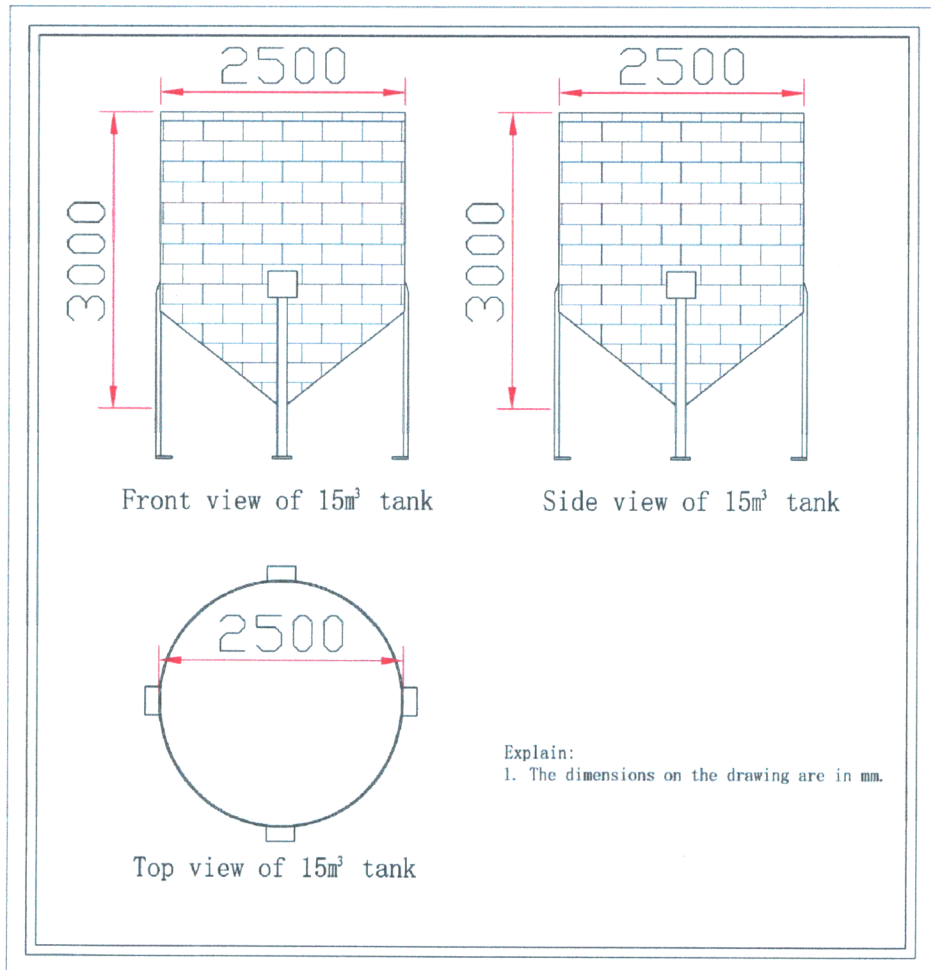 2500
2500
3000
3000
Front view of 15m³ tank
Side view of 15m³ tank
2500
Explain:
1. The dimensions on the drawing are in mm.
Top view of 15m³ tank